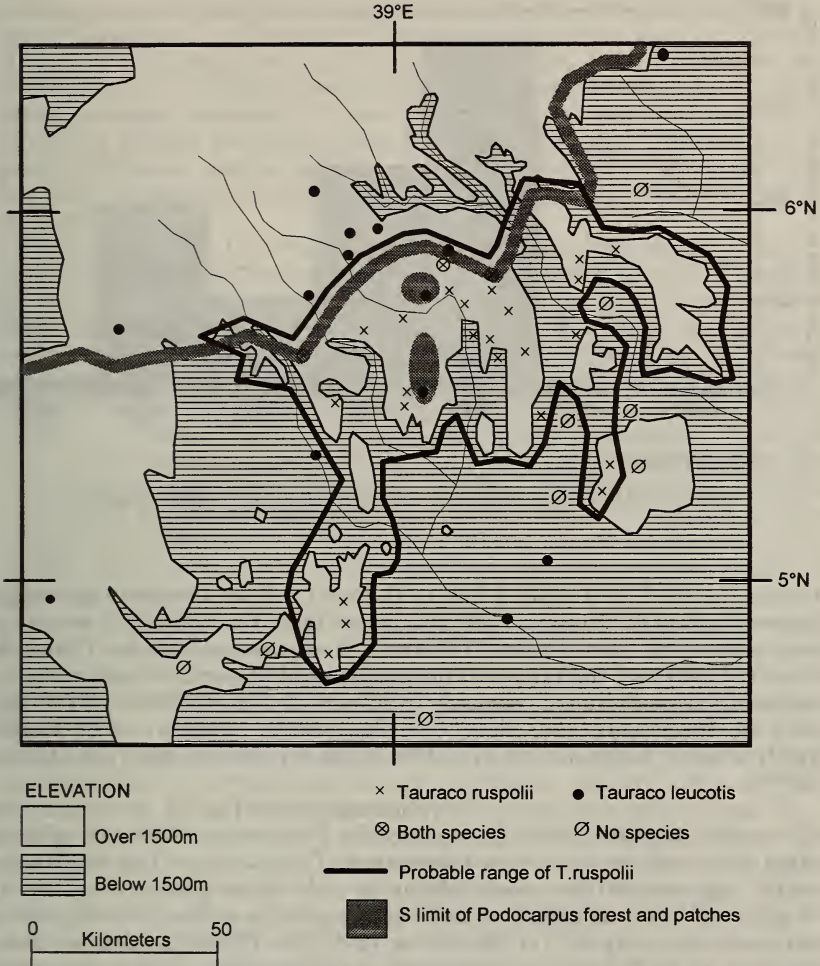 39°E
6°N
5°N
ELEVATION
Over 1500m
Below 1500m
0 50
Kilometers
× Tauraco ruspolii
● Tauraco leucotis
⊗ Both species
∅ No species
Probable range of T.ruspolii
S limit of Podocarpus forest and patches